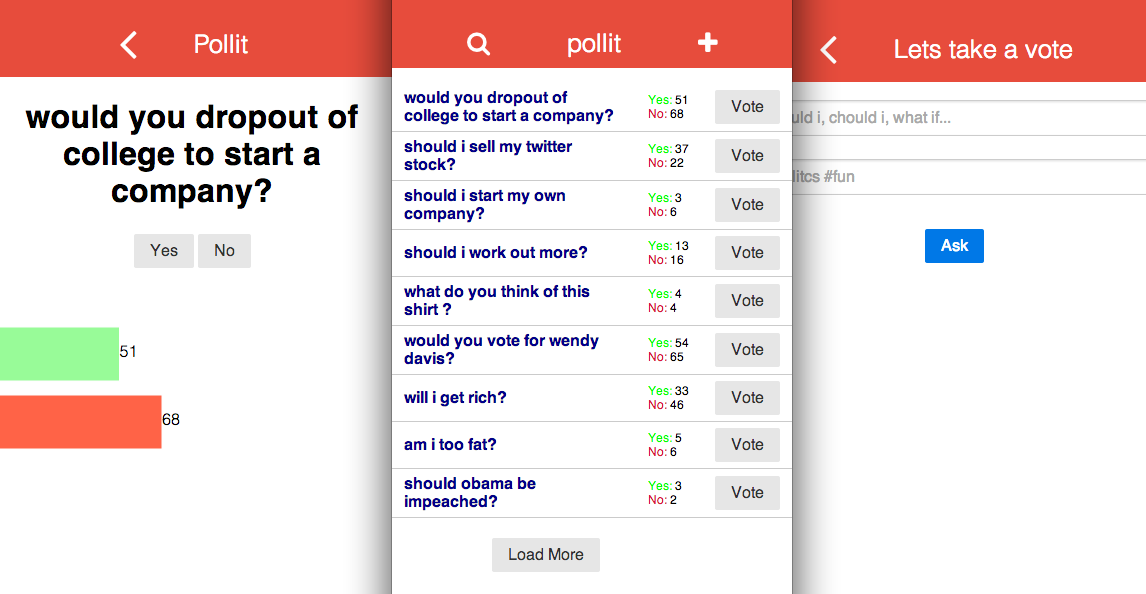 Pollit
would you dropout of
college to start a
company?
Yes No
51
68
pollit
would you dropout of
college to start a company?
Yes: 51
No: 68
Vote
should i sell my twitter
stock?
Yes: 37
No: 22
Vote
should i start my own
company?
Yes: 3
No: 6
Vote
should i work out more?
Yes: 13
No: 16
Vote
what do you think of this
shirt ?
Yes: 4
No: 4
Vote
would you vote for wendy
davis?
Yes: 54
No: 65
Vote
will i get rich?
Yes: 33
No: 46
Vote
am i too fat?
Yes: 5
No: 6
Vote
should obama be
impeached?
Yes: 3
No: 2
Vote
Load More
Lets take a vote
uld i, chould i, what if...
litcs #fun
Ask